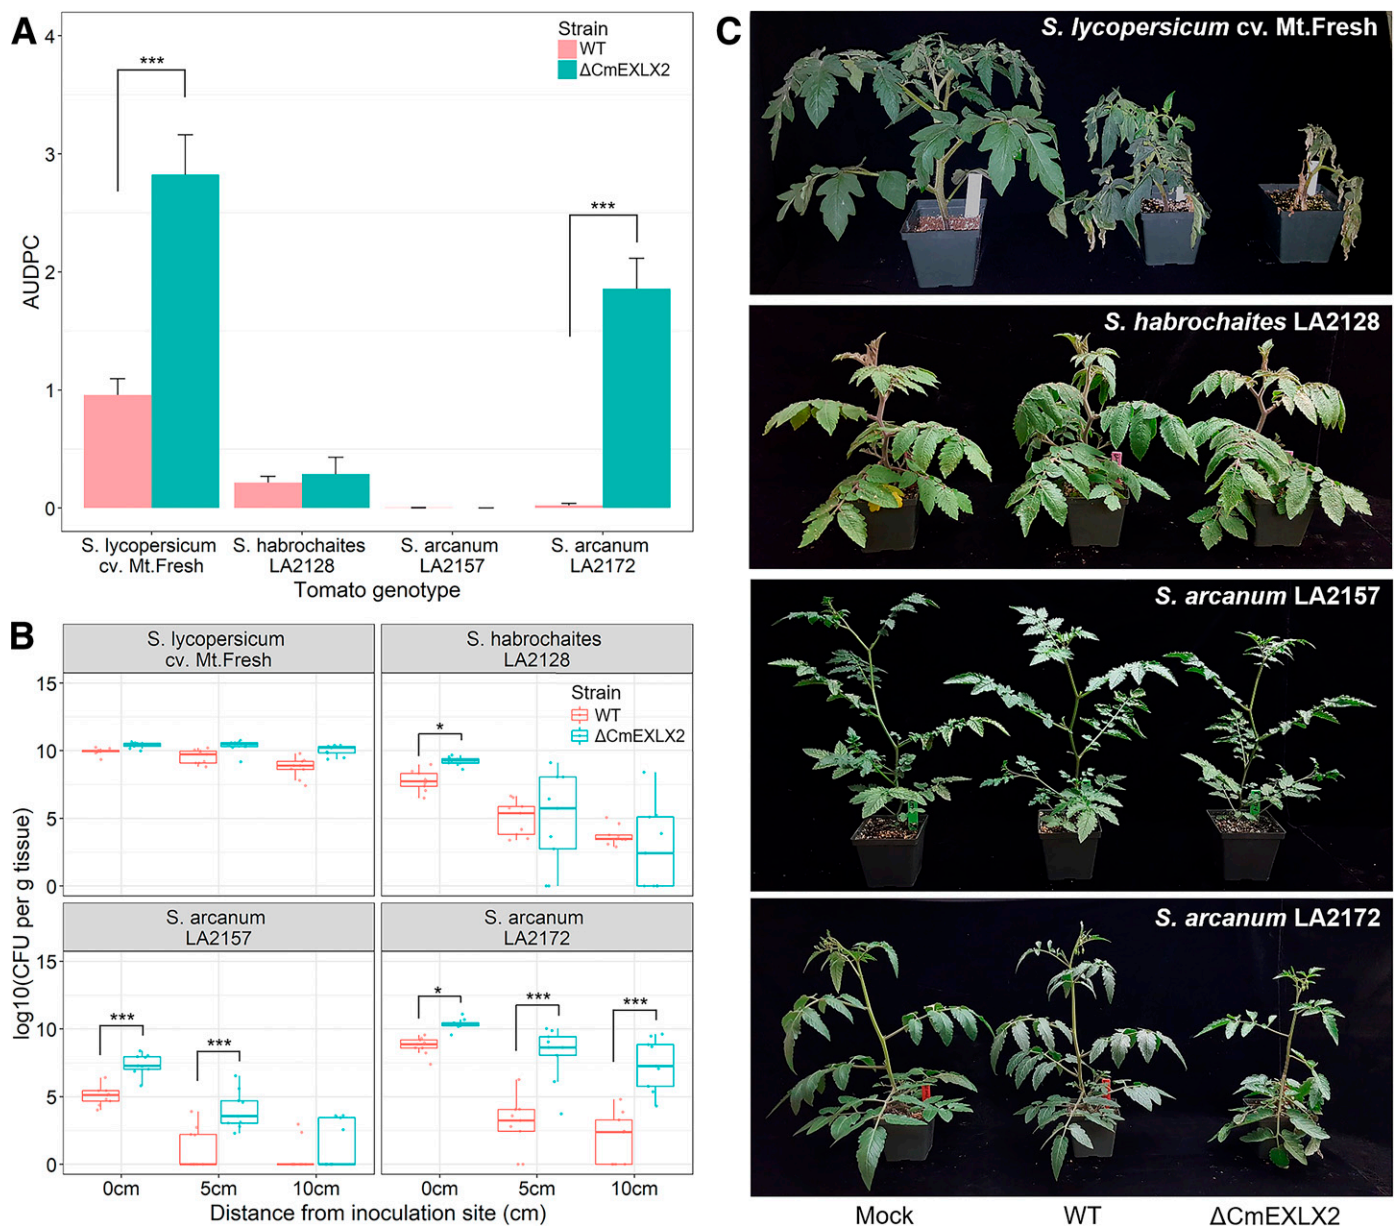 A
Strain
WT
ΔCmEXLX2
***
***
4
3
2
1
0
AUDPC
S. lycopersicum
cv. Mt.Fresh
S. habrochaites
LA2128
S. arcanum
LA2157
S. arcanum
LA2172
Tomato genotype
B
S. lycopersicum
cv. Mt.Fresh
S. habrochaites
LA2128
Strain
WT
ΔCmEXLX2
*
15
10
5
0
log10(CFU per g tissue)
S. arcanum
LA2157
S. arcanum
LA2172
***
***
*
***
***
15
10
5
0
0cm
5cm
10cm
0cm
5cm
10cm
Distance from inoculation site (cm)
C
S. lycopersicum cv. Mt.Fresh
S. habrochaites LA2128
S. arcanum LA2157
S. arcanum LA2172
Mock
WT
ΔCmEXLX2